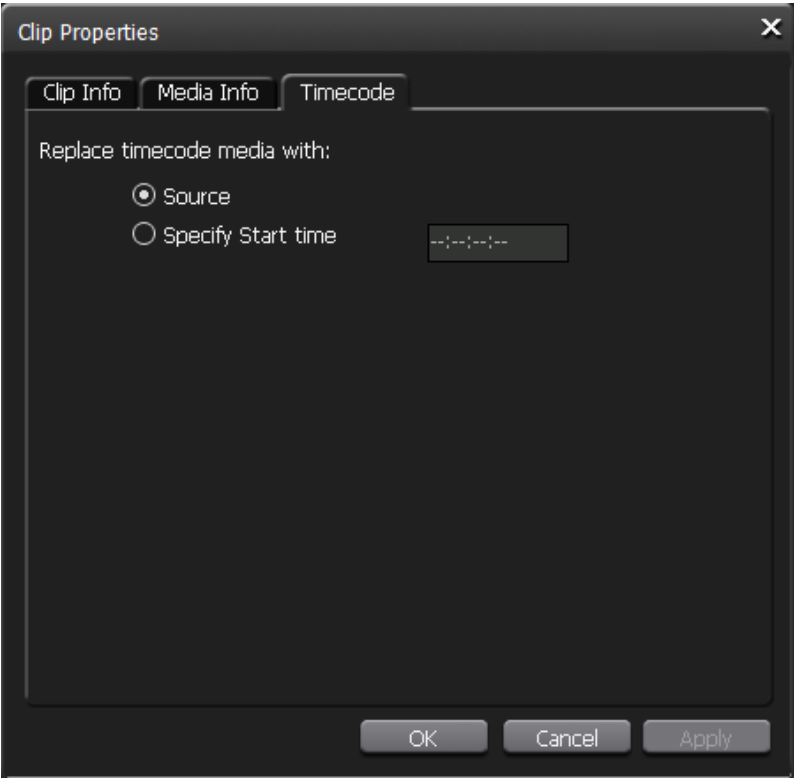 Clip Properties
Clip Info Media Info Timecode
Replace timecode media with:
Source
Specify Start time --:--:--:--
OK Cancel Apply